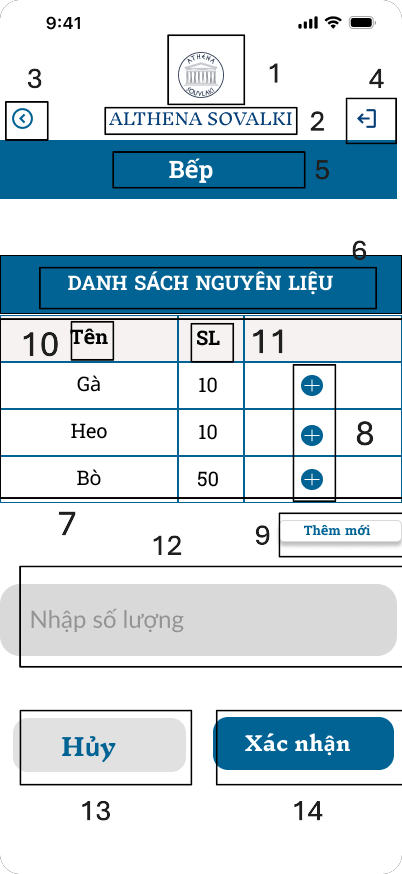 9:41
ATHENA
SOUVLAKI
1
3
4
ALTHENA SOVALKI
2
Bếp
5
6
DANH SÁCH NGUYÊN LIỆU
10
Tên
SL
11
Gà
10
Heo
10
8
Bò
50
7
12
9
Thêm mới
Nhập số lượng
Hủy
Xác nhận
13
14